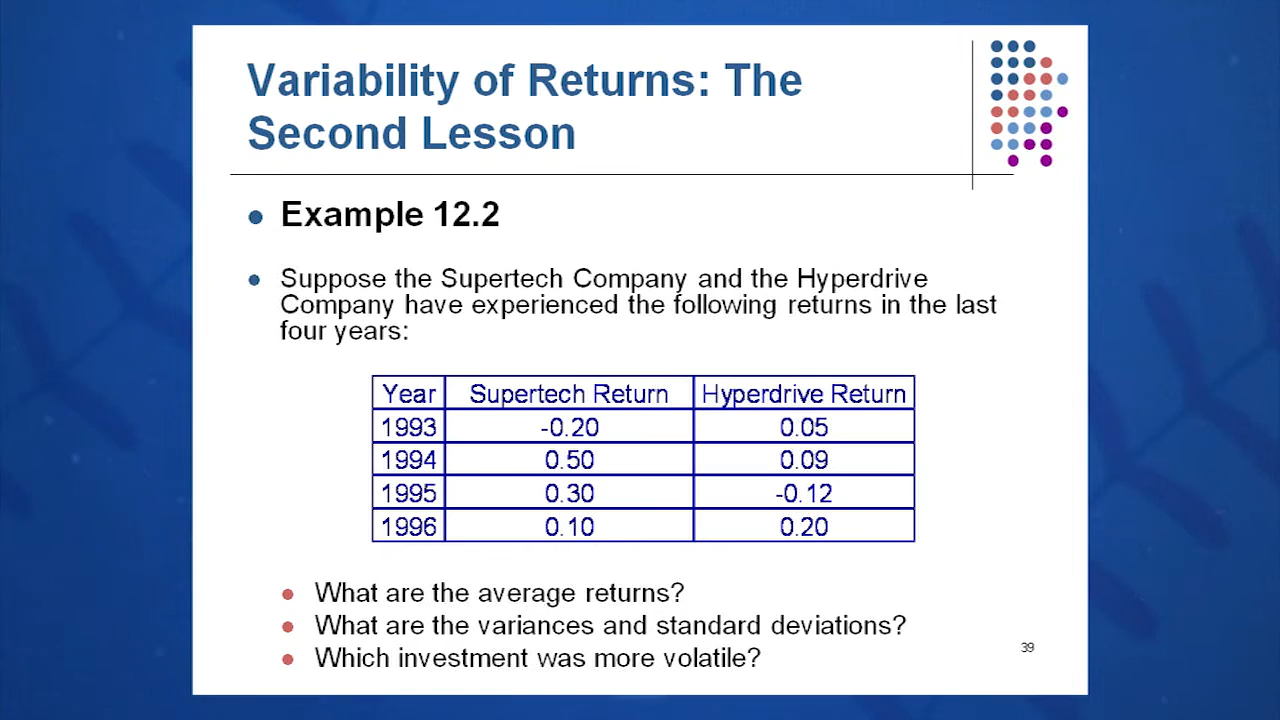 Variability of Returns: The
Second Lesson
Example 12.2
Suppose the Supertech Company and the Hyperdrive
Company have experienced the following returns in the last
four years:
Year Supertech Return Hyperdrive Return
1993 -0.20 0.05
1994 0.50 0.09
1995 0.30 -0.12
1996 0.10 0.20
What are the average returns?
What are the variances and standard deviations?
Which investment was more volatile?
39